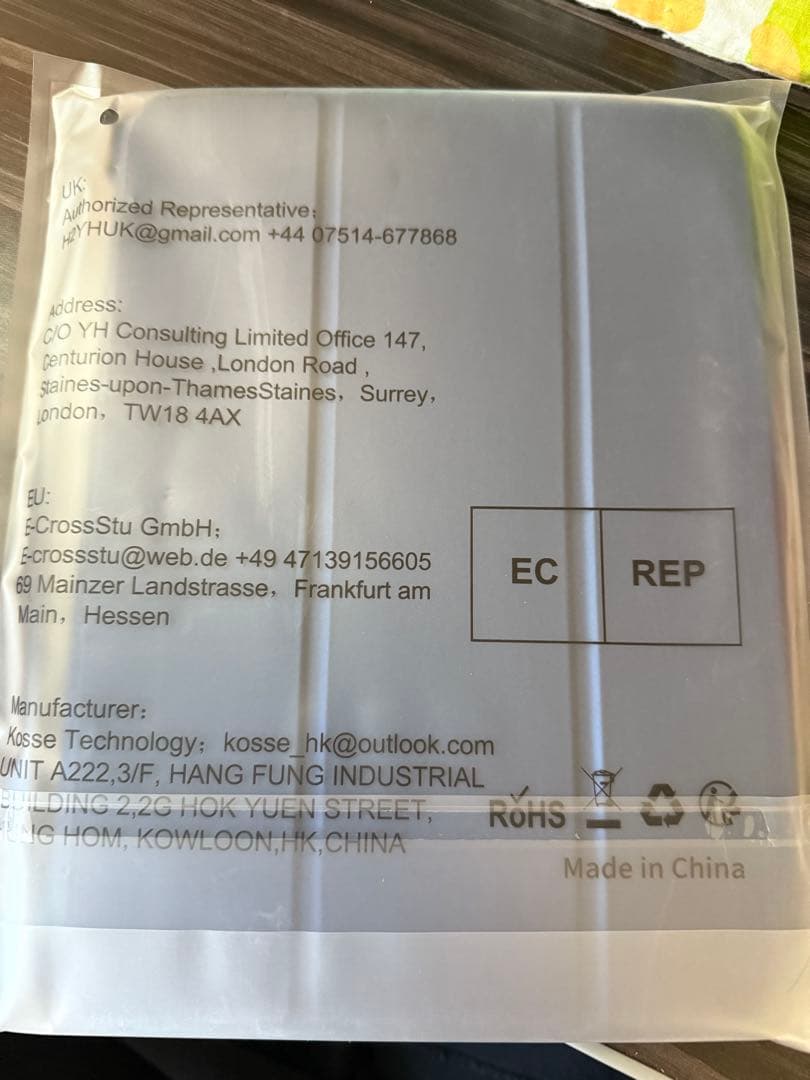 UK:
Authorized Representative:
H2YHUK@gmail.com +44 07514-677868
Address:
C/O YH Consulting Limited Office 147,
Centurion House ,London Road ,
Staines-upon-ThamesStaines, Surrey,
London, TW18 4AX
EU:
E-CrossStu GmbH;
E-crossstu@web.de +49 47139156605
69 Mainzer Landstrasse, Frankfurt am
Main, Hessen
EC REP
Manufacturer:
Kosse Technology; kosse_hk@outlook.com
UNIT A222,3/F, HANG FUNG INDUSTRIAL
BUILDING 2,2G HOK YUEN STREET,
HUNG HOM, KOWLOON,HK,CHINA
RoHS
Made in China